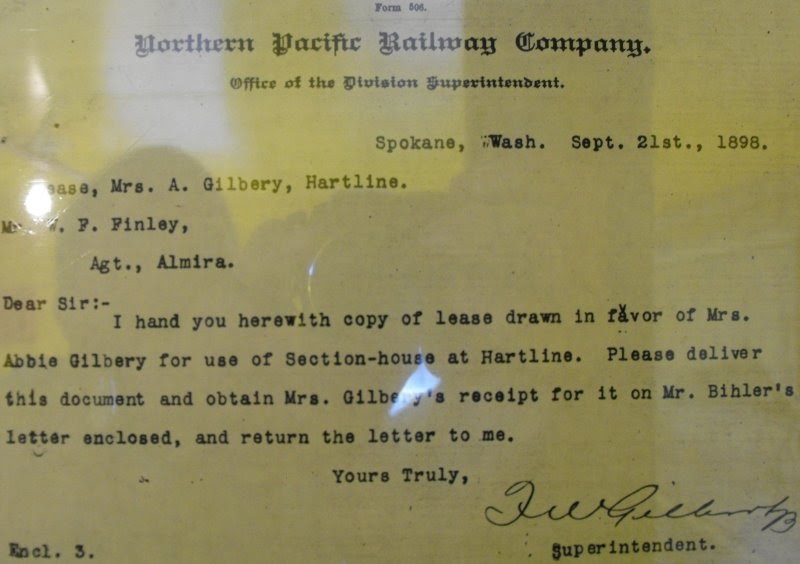 Form 506.
Northern Pacific Railway Company.
Office of the Division Superintendent.
Spokane, Wash. Sept. 21st., 1898.
Mrs. A. Gilbery, Hartline.
F. Finley,
Agt., Almira.
Dear Sir:-
I hand you herewith copy of lease drawn in favor of Mrs.
Abbie Gilbery for use of Section-house at Hartline. Please deliver
this document and obtain Mrs. Gilbery's receipt for it on Mr. Bihler's
letter enclosed, and return the letter to me.
Yours Truly,
Superintendent.
Encl. 3.